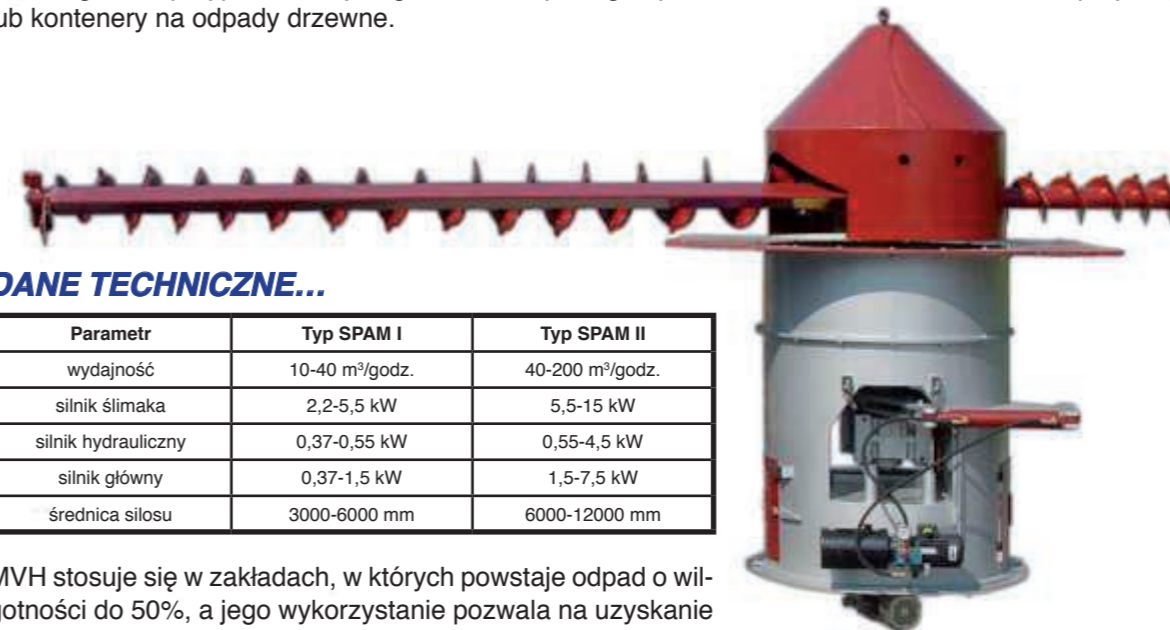 ub kontenery na odpady drzewne.
DANE TECHNICZNE...
Parametr Typ SPAM I Typ SPAM II
wydajność 10-40 m³/godz. 40-200 m³/godz.
silnik ślimaka 2,2-5,5 kW 5,5-15 kW
silnik hydrauliczny 0,37-0,55 kW 0,55-4,5 kW
silnik główny 0,37-1,5 kW 1,5-7,5 kW
średnica silosu 3000-6000 mm 6000-12000 mm
MVH stosuje się w zakładach, w których powstaje odpad o wil-
gotności do 50%, a jego wykorzystanie pozwala na uzyskanie